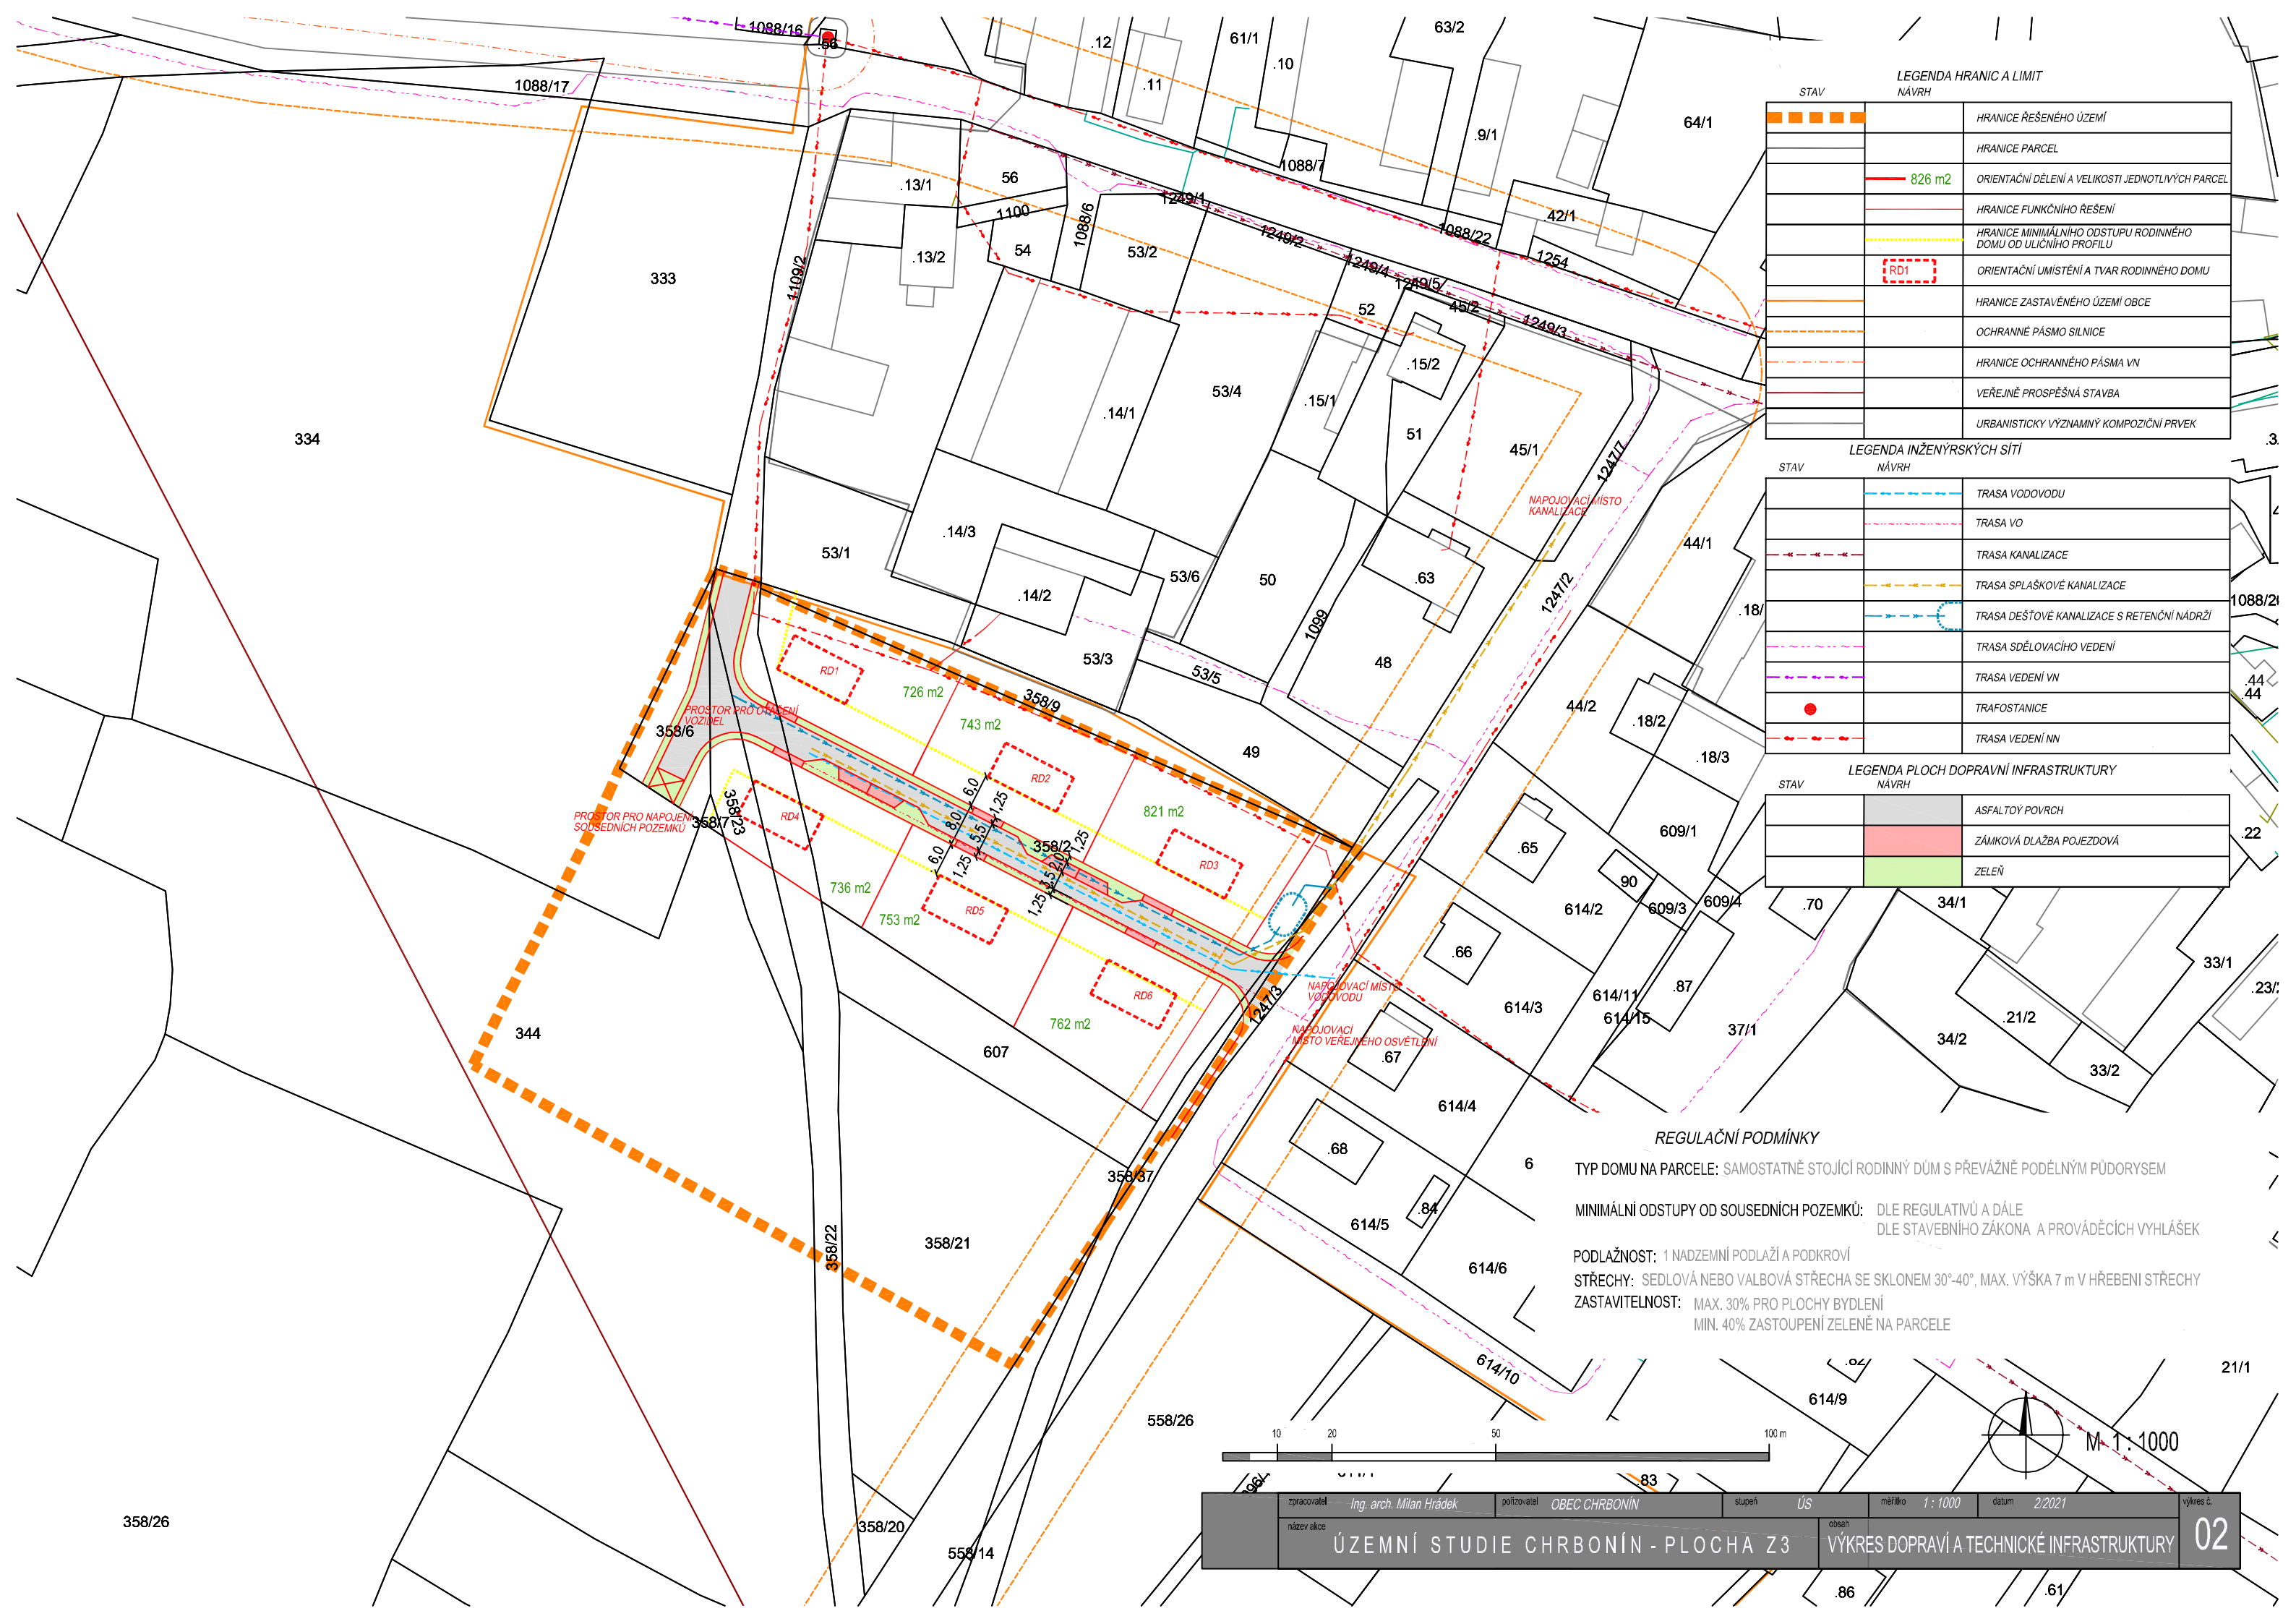 1088/16
.56
.12
61/1
.10
63/2
.11
1088/17
.9/1
64/1
1088/7
.13/1
56
1100
1088/6
1249/1
.42/1
1249/2
1088/22
54
53/2
.13/2
1254
1249/4
1249/5
333
1109/2
52
45/2
1249/3
.15/2
53/4
.15/1
.14/1
51
45/1
334
1247/7
NAPOJOVACÍ MÍSTO
KANALIZACE
.14/3
53/1
44/1
53/6
50
.63
1247/2
.14/2
.18/
1099
53/3
48
53/5
RD1
726 m2
358/9
743 m2
44/2
.18/2
PROSTOR PRO OTÁČENÍ
VOZIDEL
358/6
49
.18/3
RD2
6,0
1,25
821 m2
PROSTOR PRO NAPOJENÍ
SOUSEDNÍCH POZEMKŮ
358/7
358/23
RD4
8,0
5,5
358/2
1,25
609/1
.65
6,0
1,25
2,0
3,5
1,25
RD3
736 m2
90
753 m2
RD5
614/2
609/3
609/4
.70
34/1
.66
33/1
RD6
NAPOJOVACÍ MÍSTO
VODOVODU
1247/3
614/3
614/11
614/15
.87
.23/2
762 m2
NAPOJOVACÍ
MÍSTO VEŘEJNÉHO OSVĚTLENÍ
37/1
.21/2
344
607
.67
34/2
33/2
614/4
.68
6
358/37
.84
614/5
358/22
358/21
614/6
614/10
558/26
.82
614/9
21/1
358/26
358/20
558/14
.83
.86
.61
LEGENDA HRANIC A LIMIT
STAV
NÁVRH
HRANICE ŘEŠENÉHO ÚZEMÍ
HRANICE PARCEL
826 m2 ORIENTAČNÍ DĚLENÍ A VELIKOSTI JEDNOTLIVÝCH PARCEL
HRANICE FUNKČNÍHO ŘEŠENÍ
HRANICE MINIMÁLNÍHO ODSTUPU RODINNÉHO
DOMU OD ULIČNÍHO PROFILU
RD1 ORIENTAČNÍ UMÍSTĚNÍ A TVAR RODINNÉHO DOMU
HRANICE ZASTAVĚNÉHO ÚZEMÍ OBCE
OCHRANNÉ PÁSMO SILNICE
HRANICE OCHRANNÉHO PÁSMA VN
VEŘEJNĚ PROSPĚŠNÁ STAVBA
URBANISTICKY VÝZNAMNÝ KOMPOZIČNÍ PRVEK
LEGENDA INŽENÝRSKÝCH SÍTÍ
STAV
NÁVRH
TRASA VODOVODU
TRASA VO
TRASA KANALIZACE
TRASA SPLAŠKOVÉ KANALIZACE
TRASA DEŠŤOVÉ KANALIZACE S RETENČNÍ NÁDRŽÍ
TRASA SDĚLOVACÍHO VEDENÍ
TRASA VEDENÍ VN
TRAFOSTANICE
TRASA VEDENÍ NN
1088/20
.44
44
.22
LEGENDA PLOCH DOPRAVNÍ INFRASTRUKTURY
STAV
NÁVRH
ASFALTOÝ POVRCH
ZÁMKOVÁ DLAŽBA POJEZDOVÁ
ZELEŇ
REGULAČNÍ PODMÍNKY
TYP DOMU NA PARCELE: SAMOSTATNĚ STOJÍCÍ RODINNÝ DŮM S PŘEVÁŽNĚ PODÉLNÝM PŮDORYSEM
MINIMÁLNÍ ODSTUPY OD SOUSEDNÍCH POZEMKŮ: DLE REGULATIVŮ A DÁLE
DLE STAVEBNÍHO ZÁKONA A PROVÁDĚCÍCH VYHLÁŠEK
PODLAŽNOST: 1 NADZEMNÍ PODLAŽÍ A PODKROVÍ
STŘECHY: SEDLOVÁ NEBO VALBOVÁ STŘECHA SE SKLONEM 30°-40°, MAX. VÝŠKA 7 m V HŘEBENI STŘECHY
ZASTAVITELNOST: MAX. 30% PRO PLOCHY BYDLENÍ
MIN. 40% ZASTOUPENÍ ZELENĚ NA PARCELE
10 20 50 100 m
M 1 : 1000
zpracovatel Ing. arch. Milan Hrádek pořizovatel OBEC CHRBONÍN stupeň ÚS měřítko 1 : 1000 datum 2/2021 výkres č.
název akce ÚZEMNÍ STUDIE CHRBONÍN - PLOCHA Z3 obsah VÝKRES DOPRAVÍ A TECHNICKÉ INFRASTRUKTURY 02